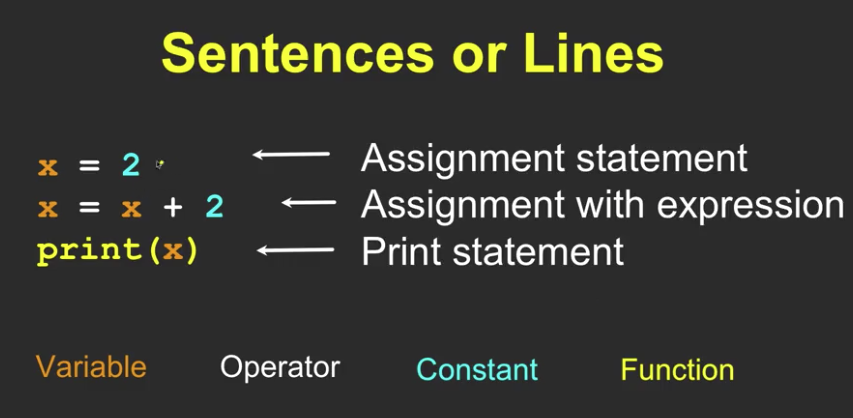 Sentences or Lines
x = 2 Assignment statement
x = x + 2 Assignment with expression
print(x) Print statement
Variable Operator Constant Function